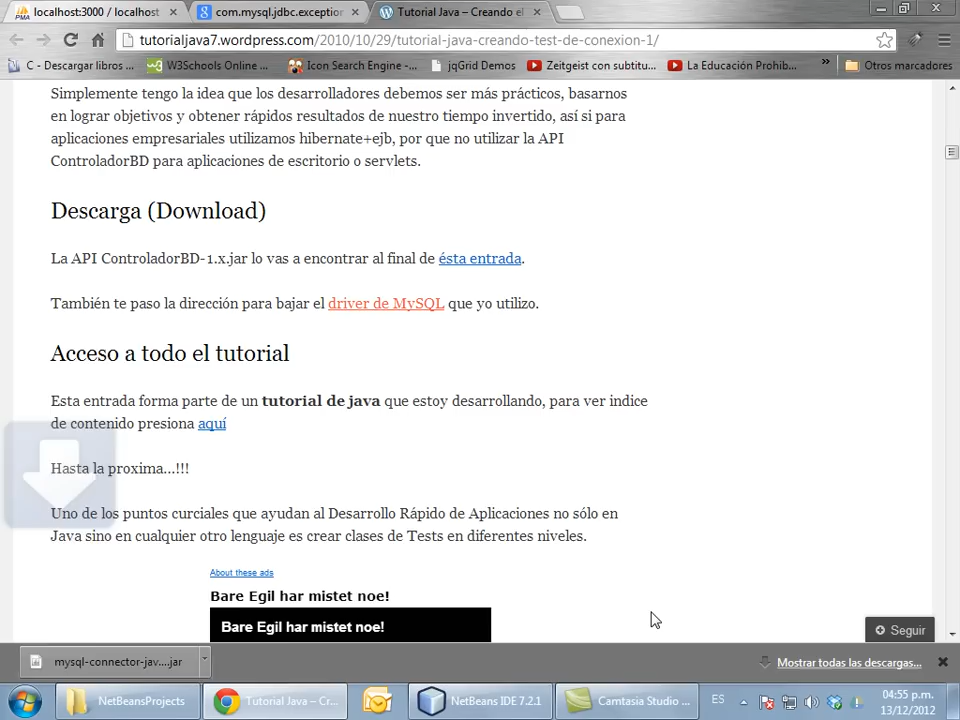 localhost:3000 / localhost
com.mysql.jdbc.exception
Tutorial Java – Creando el
tutorialjava7.wordpress.com/2010/10/29/tutorial-java-creando-test-de-conexion-1/
C - Descargar libros ...
W3Schools Online ...
Icon Search Engine -...
jqGrid Demos
Zeitgeist con subtitu...
La Educación Prohib...
»
Otros marcadores
Simplemente tengo la idea que los desarrolladores debemos ser más prácticos, basarnos
en lograr objetivos y obtener rápidos resultados de nuestro tiempo invertido, así si para
aplicaciones empresariales utilizamos hibernate+ejb, por que no utilizar la API
ControladorBD para aplicaciones de escritorio o servlets.
Descarga (Download)
La API ControladorBD-1.x.jar lo vas a encontrar al final de ésta entrada.
También te paso la dirección para bajar el driver de MySQL que yo utilizo.
Acceso a todo el tutorial
Esta entrada forma parte de un tutorial de java que estoy desarrollando, para ver indice
de contenido presiona aquí
Hasta la proxima...!!!
Uno de los puntos curciales que ayudan al Desarrollo Rápido de Aplicaciones no sólo en
Java sino en cualquier otro lenguaje es crear clases de Tests en diferentes niveles.
About these ads
Bare Egil har mistet noe!
Bare Egil har mistet noe!
Seguir
mysql-connector-jav....jar
Mostrar todas las descargas...
NetBeansProjects
Tutorial Java – Cr...
NetBeans IDE 7.2.1
Camtasia Studio ...
ES
04:55 p.m.
13/12/2012